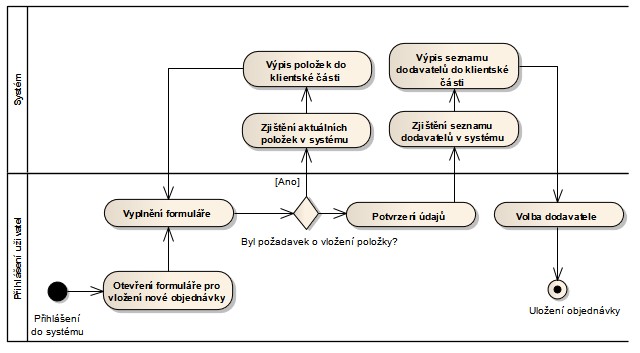 Systém
Výpis položek do
klientské části
Výpis seznamu
dodavatelů do klientské
části
Zjištění aktuálních
položek v systému
Zjištění seznamu
dodavatelů v systému
Přihlášení uživatel
[Ano]
Vyplnění formuláře
Potvrzení údajů
Volba dodavatele
Byl požadavek o vložení položky?
Otevření formuláře pro
vložení nové objednávky
Přihlášení
do systému
Uložení objednávky